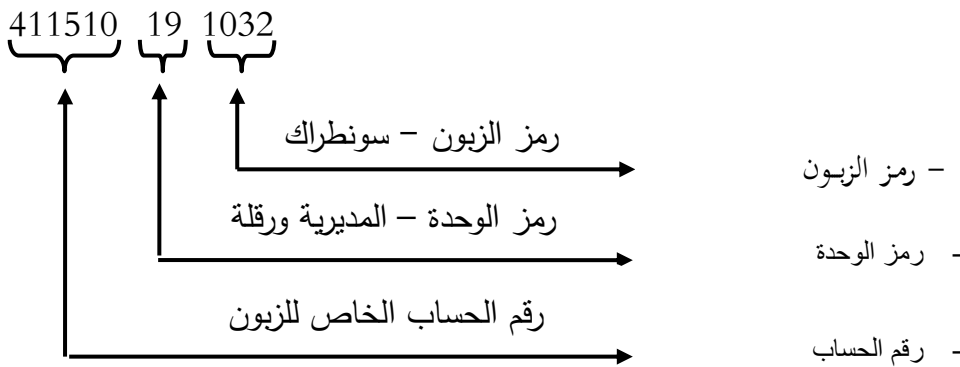 411510 19 1032
رمز الزبون – سونطراك
– رمز الزبـون
رمز الوحدة – المديرية ورقلة
- رمز الوحدة
رقم الحساب الخاص للزبون
- رقم الحساب